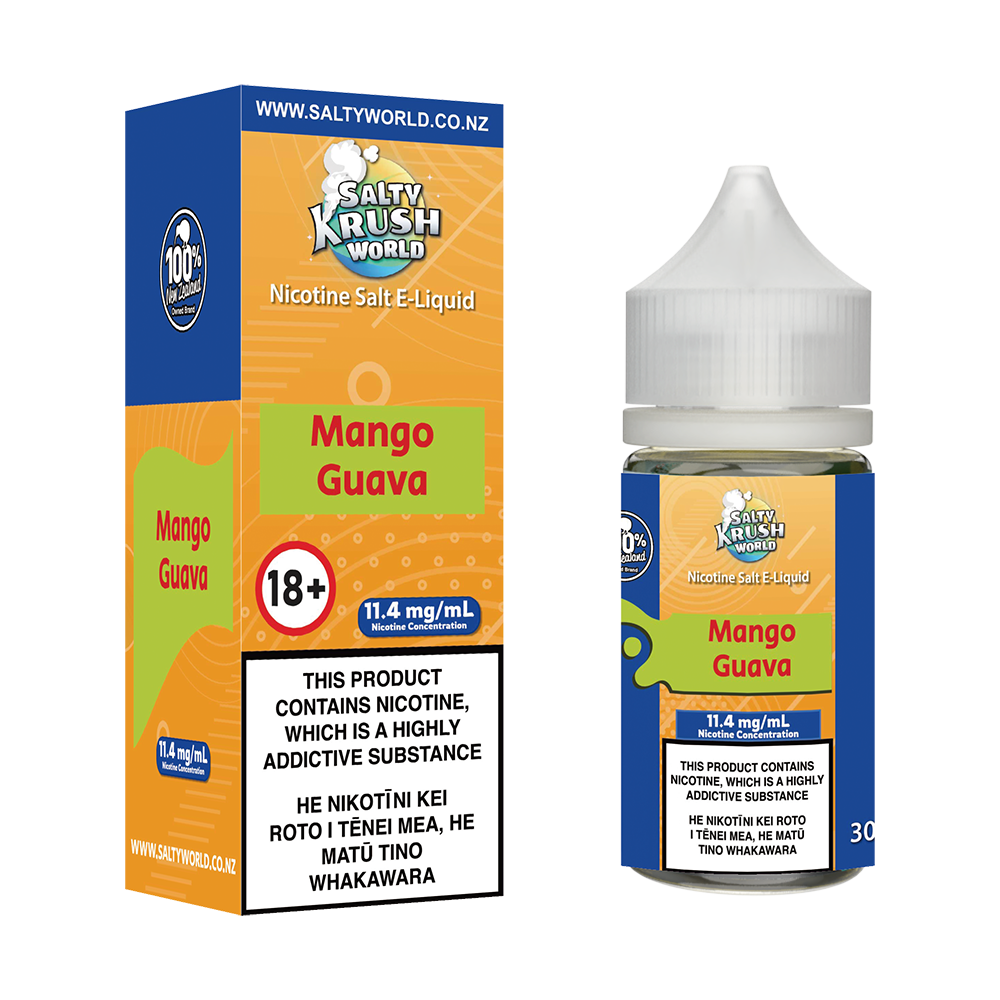 WWW.SALTYWORLD.CO.NZ
SALTY
KRUSH
WORLD
Nicotine Salt E-Liquid
100%
New Zealand
Owned Brand
Mango
Guava
18+
11.4 mg/mL
Nicotine Concentration
THIS PRODUCT
CONTAINS NICOTINE,
WHICH IS A HIGHLY
ADDICTIVE SUBSTANCE
HE NIKOTĪNI KEI
ROTO I TĒNEI MEA, HE
MATŪ TINO
WHAKAWARA
Mango
Guava
11.4 mg/mL
Nicotine Concentration
WWW.SALTYWORLD.CO.NZ
SALTY
KRUSH
WORLD
Nicotine Salt E-Liquid
0%
ealand
d Brand
Mango
Guava
11.4 mg/mL
Nicotine Concentration
THIS PRODUCT CONTAINS
NICOTINE, WHICH IS A HIGHLY
ADDICTIVE SUBSTANCE
HE NIKOTĪNI KEI ROTO
I TĒNEI MEA, HE MATŪ
TINO WHAKAWARA
30